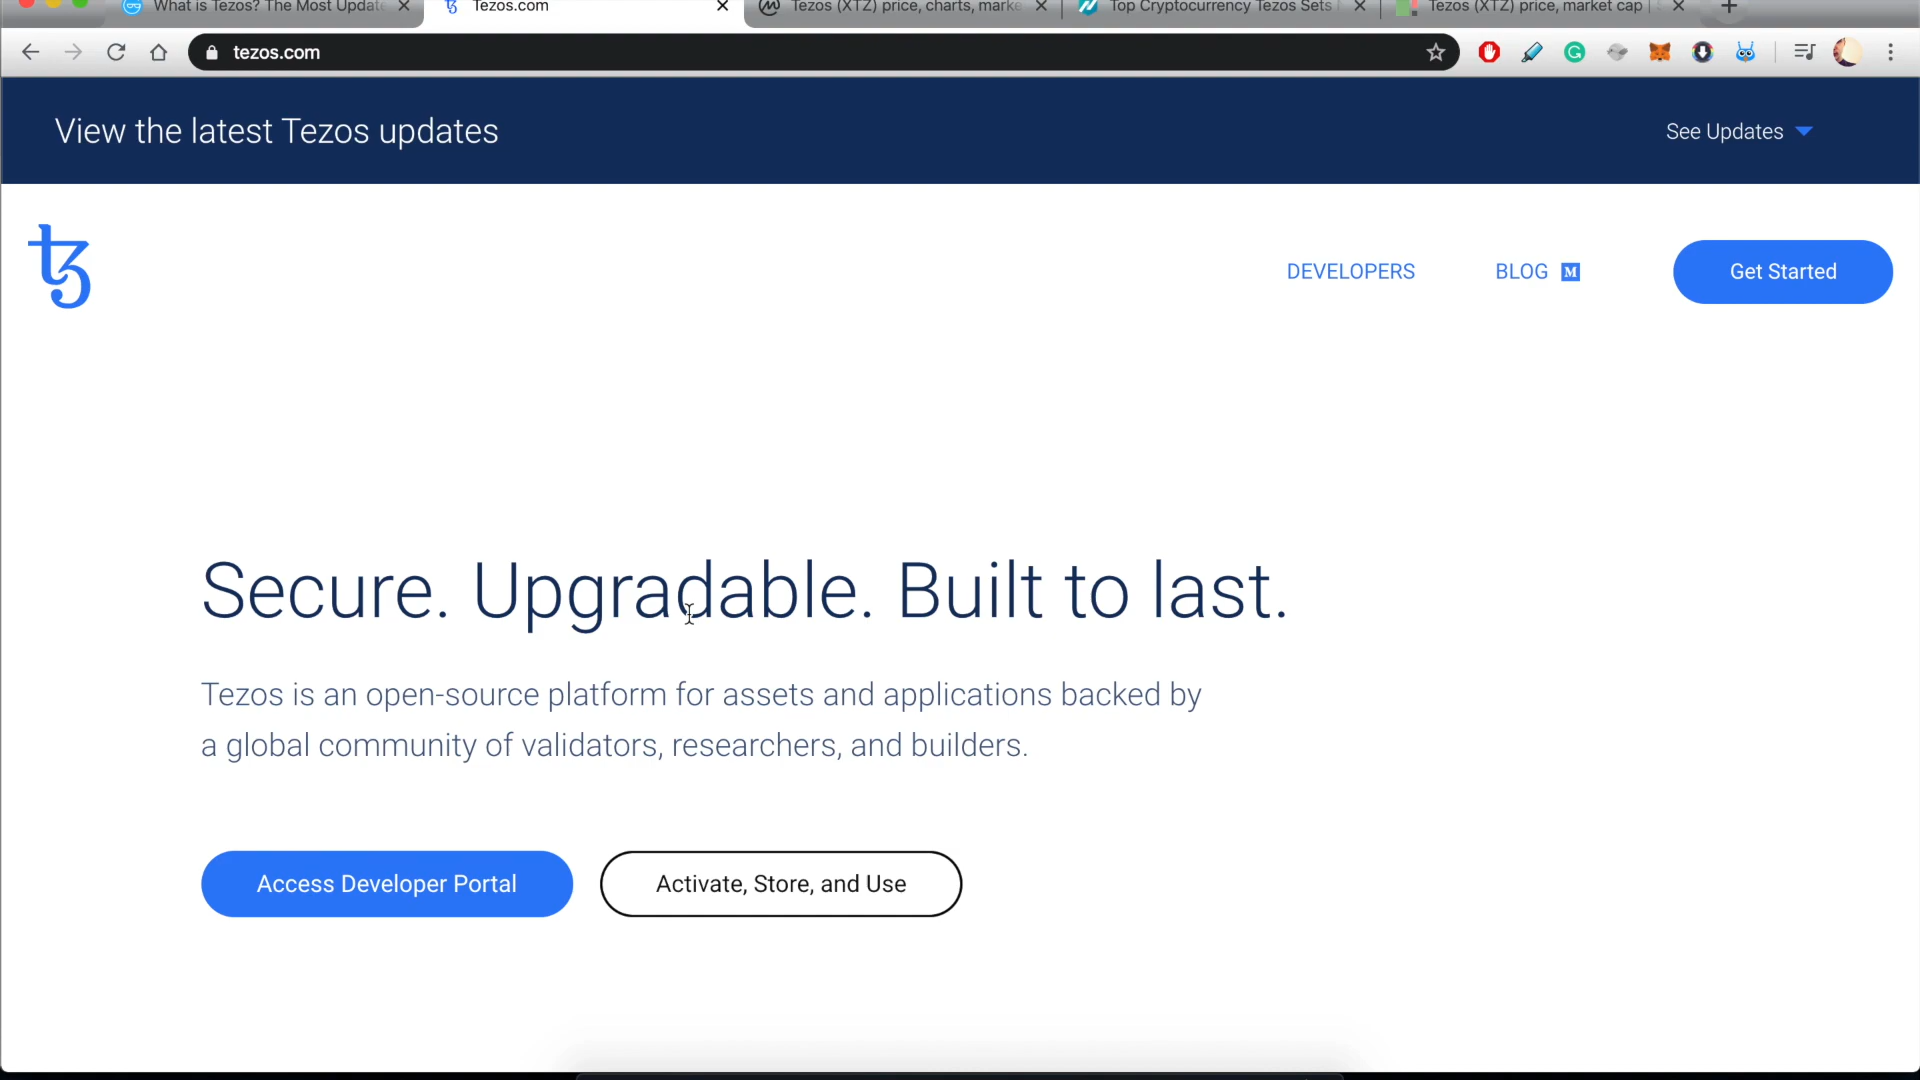 What is Tezos? The Most Updat
Tezos.com
Tezos (XTZ) price, charts, marke
Top Cryptocurrency Tezos Sets
Tezos (XTZ) price, market cap
tezos.com
View the latest Tezos updates
See Updates
DEVELOPERS
BLOG M
Get Started
Secure. Upgradable. Built to last.
Tezos is an open-source platform for assets and applications backed by
a global community of validators, researchers, and builders.
Access Developer Portal
Activate, Store, and Use